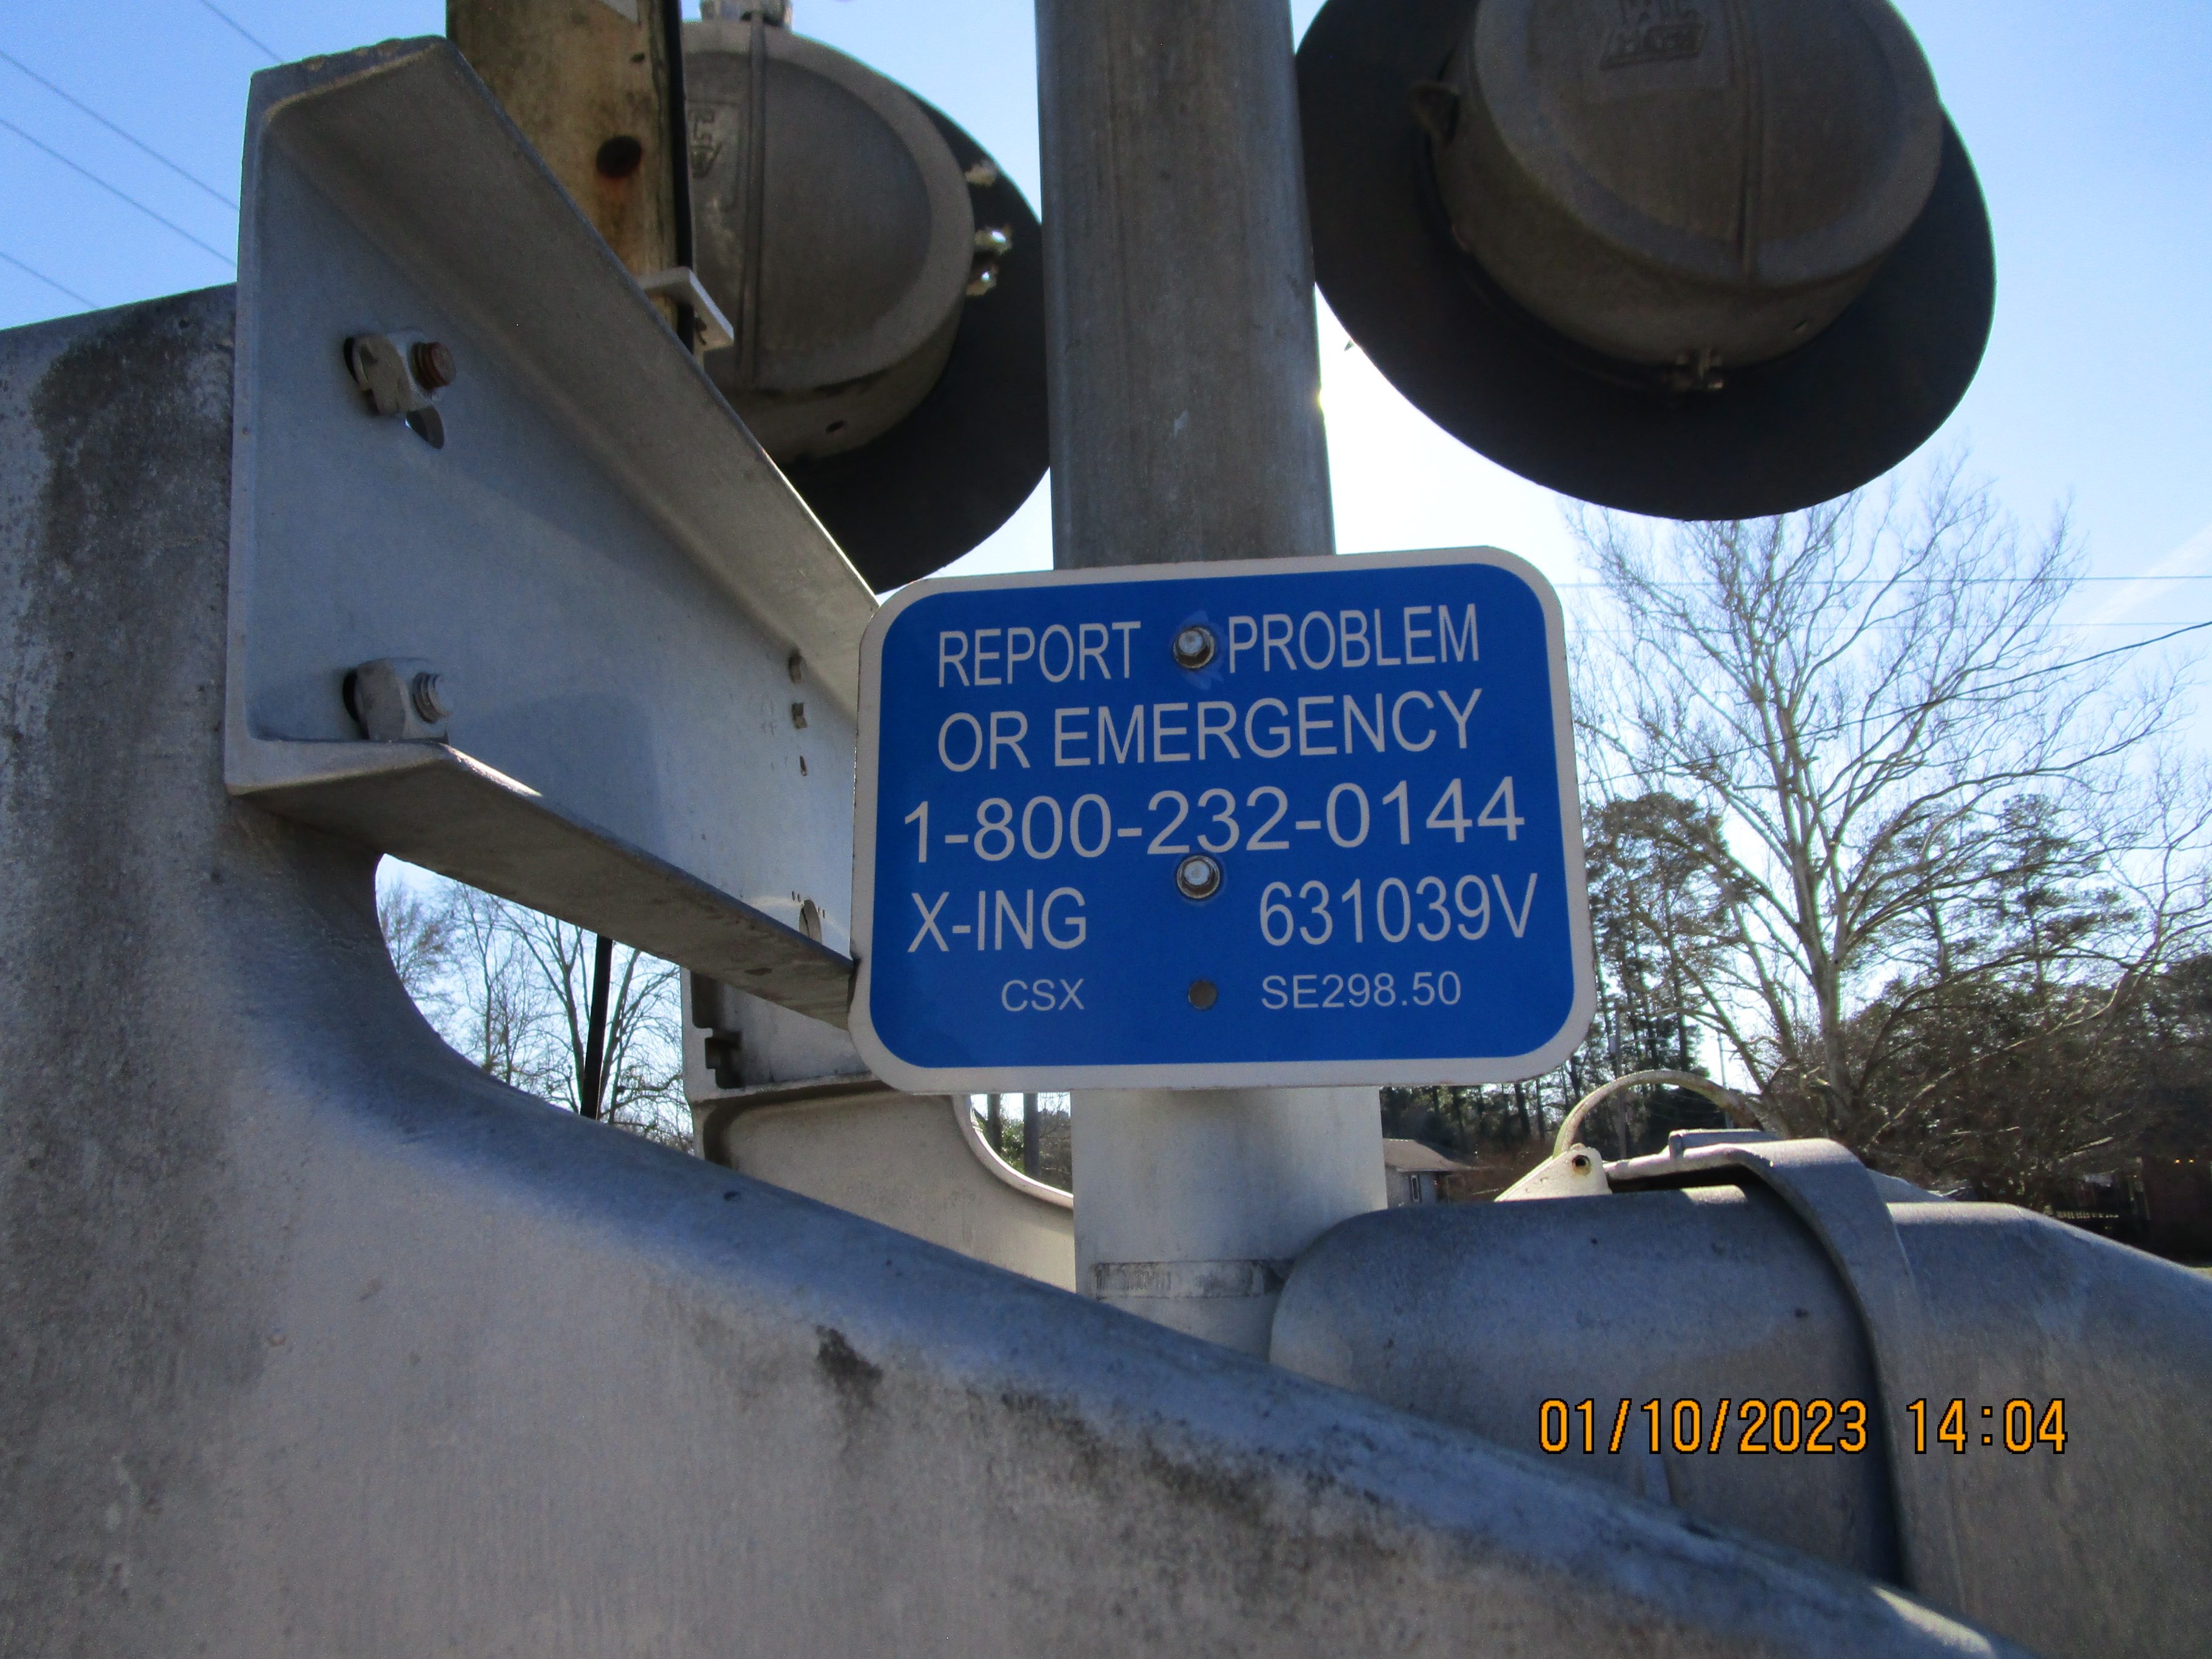 REPORT PROBLEM
OR EMERGENCY
1-800-232-0144
X-ING 631039V
CSX SE298.50
01/10/2023 14:04